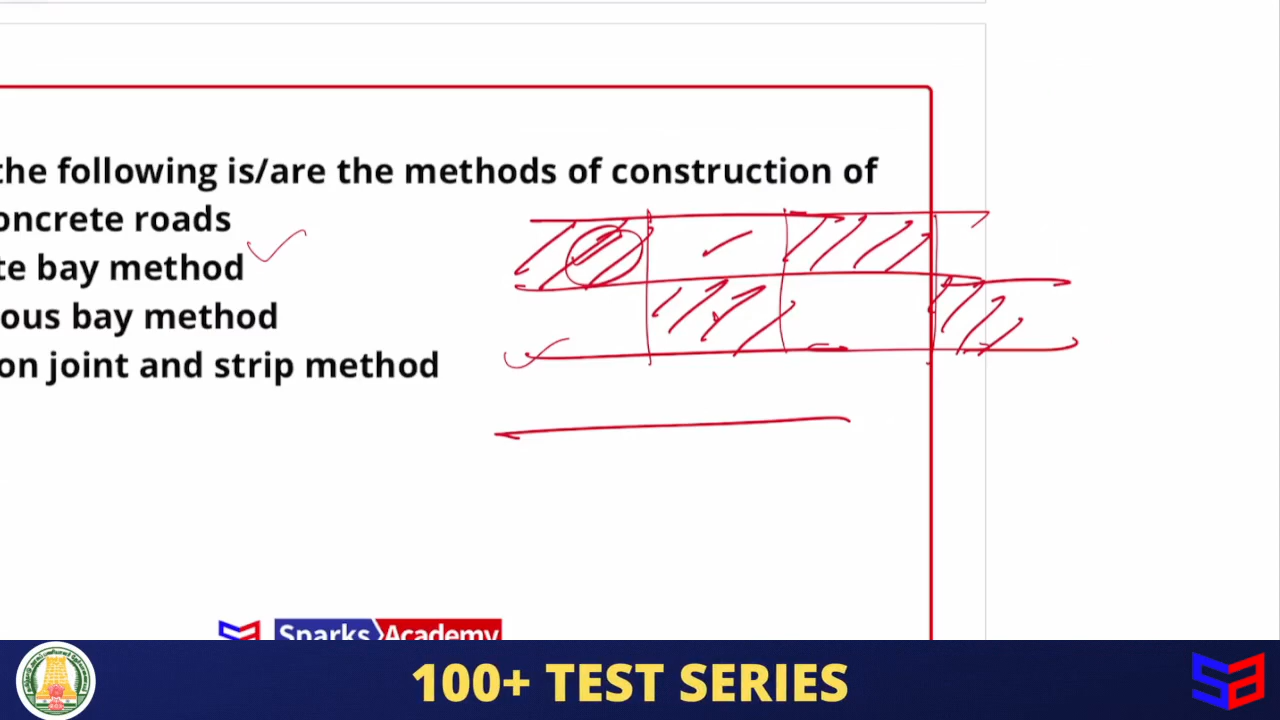 the following is/are the methods of construction of
oncrete roads
te bay method
ous bay method
on joint and strip method
Sparks Academy
100+ TEST SERIES